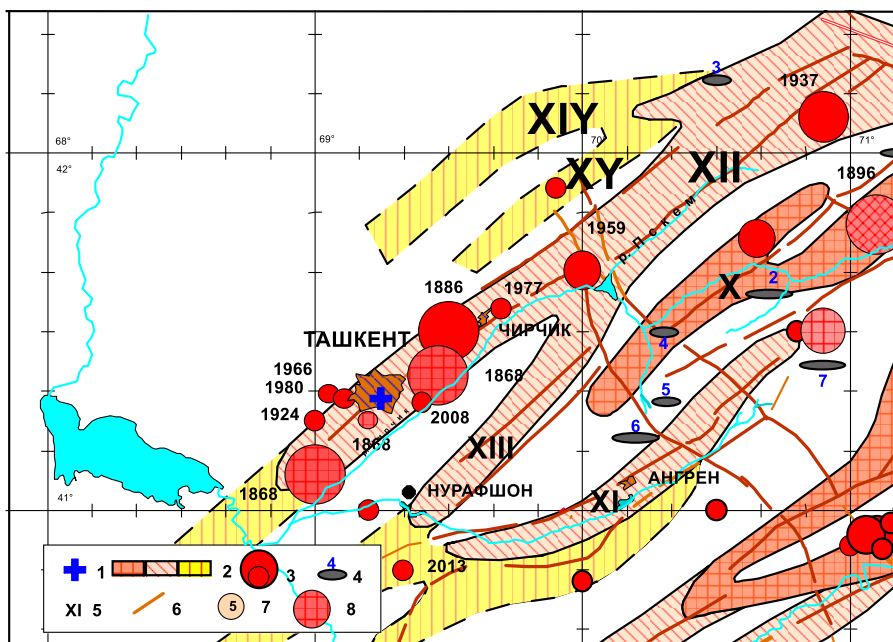 3
1937
XIY
68°
69°
70
71°
42°
XY
XII
1896
р. Пскем
1959
2
X
1886
1977
ТАШКЕНТ
ЧИРЧИК
4
1966
1868
7
1980
5
1924
2008
1868
6
XIII
1868
НУРАФШОН
АНГРЕН
XI
41°
2013
1
2
3
4
4
XI 5
6
5
7
8